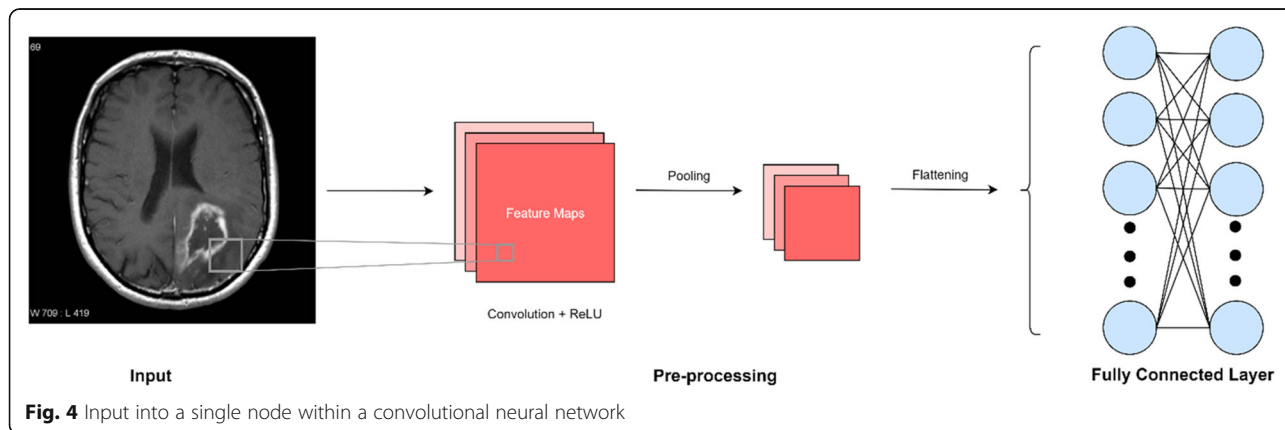 69
W 709 : L 419
Feature Maps
Convolution + ReLU
Pooling
Flattening
Input
Pre-processing
Fully Connected Layer
Fig. 4 Input into a single node within a convolutional neural network